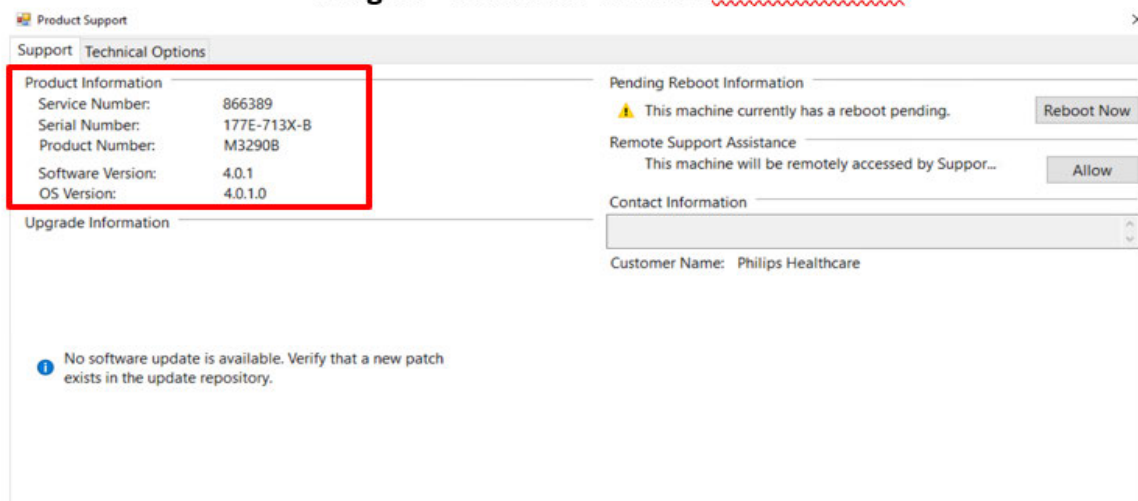 Product Support
Support Technical Options
Product Information
Service Number: 866389
Serial Number: 177E-713X-B
Product Number: M3290B
Software Version: 4.0.1
OS Version: 4.0.1.0
Upgrade Information
No software update is available. Verify that a new patch
exists in the update repository.
Pending Reboot Information
This machine currently has a reboot pending. Reboot Now
Remote Support Assistance
This machine will be remotely accessed by Suppor... Allow
Contact Information
Customer Name: Philips Healthcare